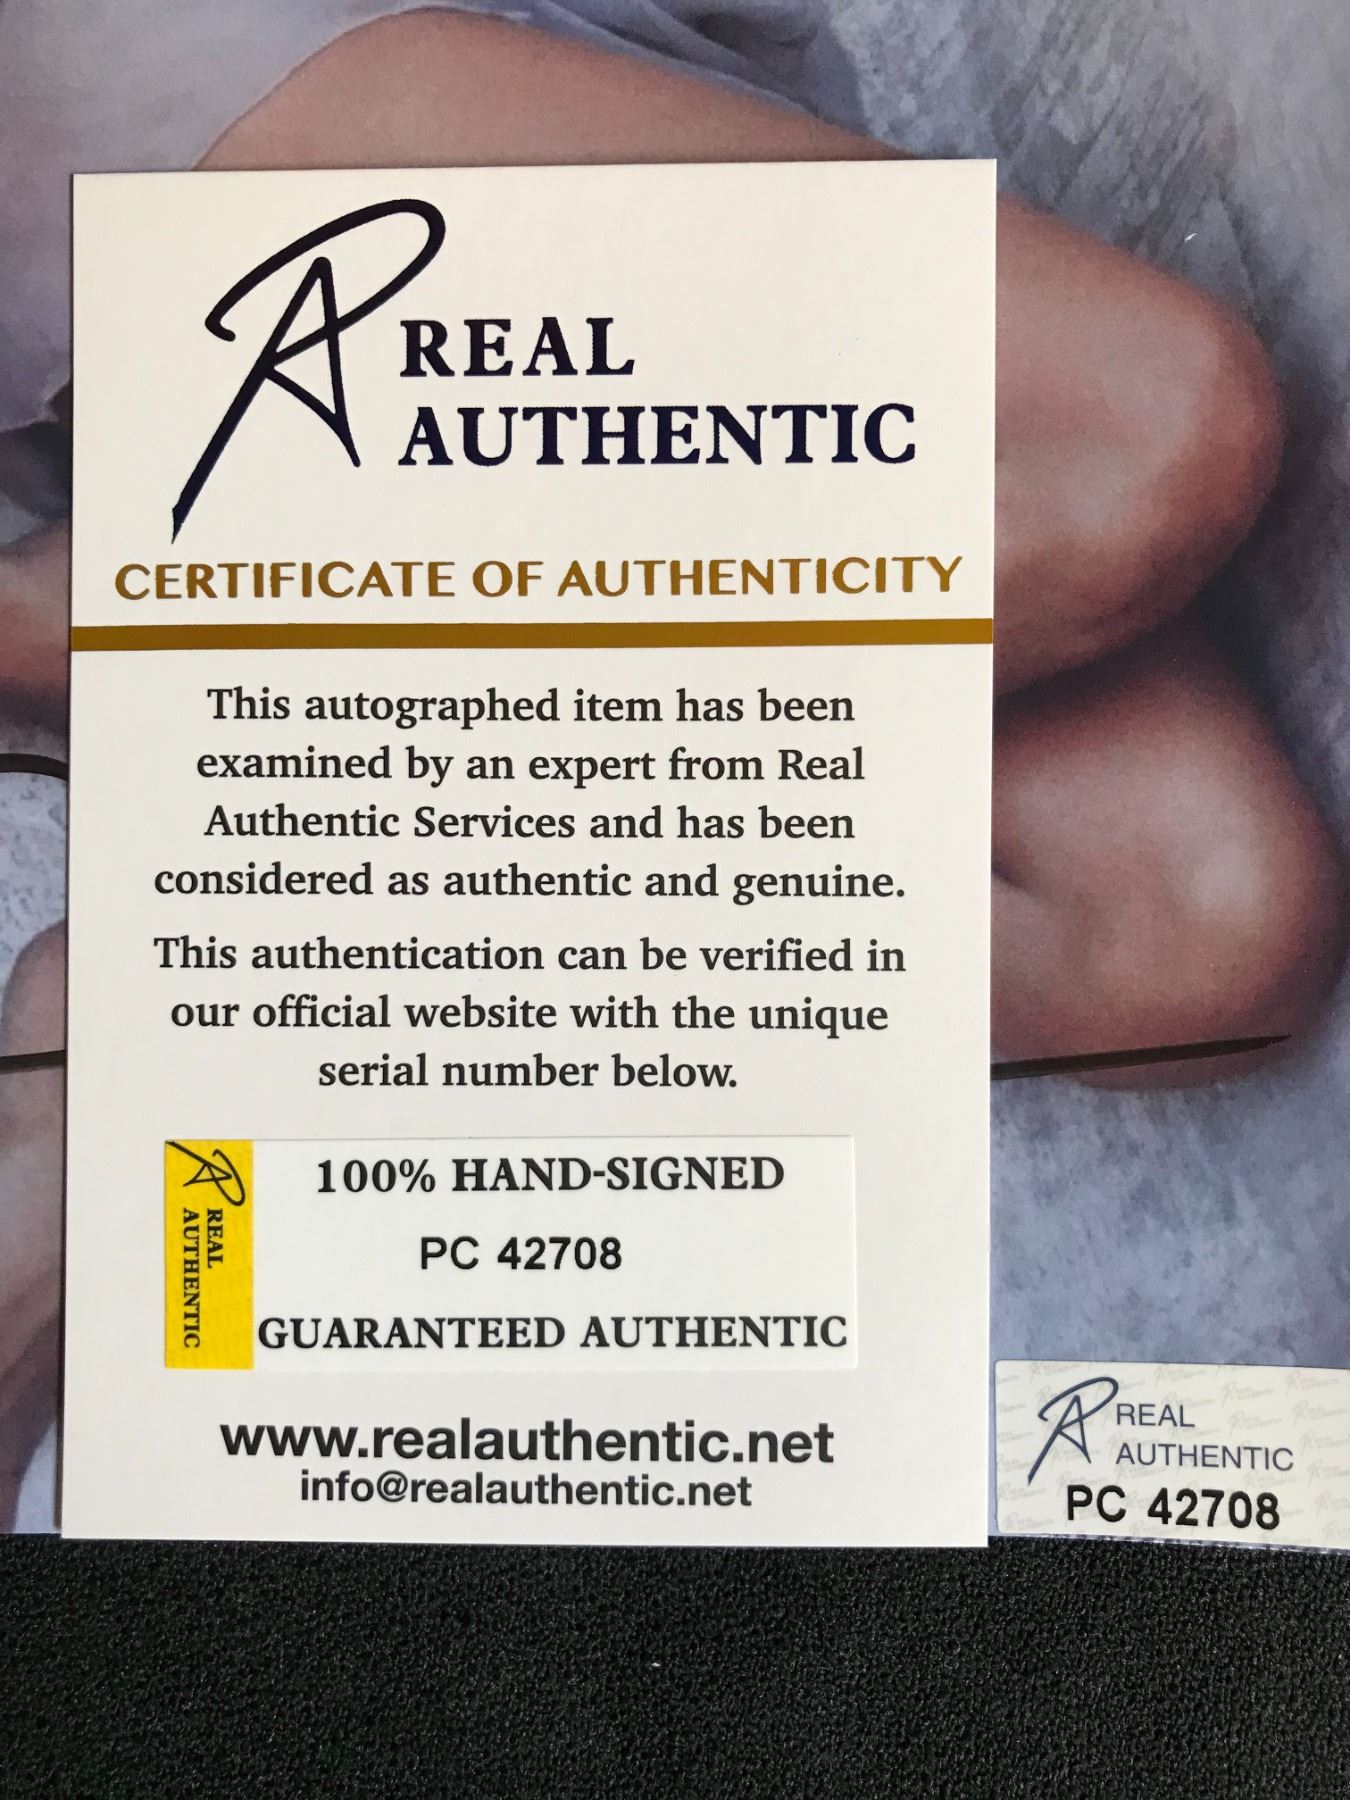 REAL
AUTHENTIC
CERTIFICATE OF AUTHENTICITY
This autographed item has been
examined by an expert from Real
Authentic Services and has been
considered as authentic and genuine.
This authentication can be verified in
our official website with the unique
serial number below.
REAL
AUTHENTIC
100% HAND-SIGNED
PC 42708
GUARANTEED AUTHENTIC
www.realauthentic.net
info@realauthentic.net
REAL
AUTHENTIC
PC 42708